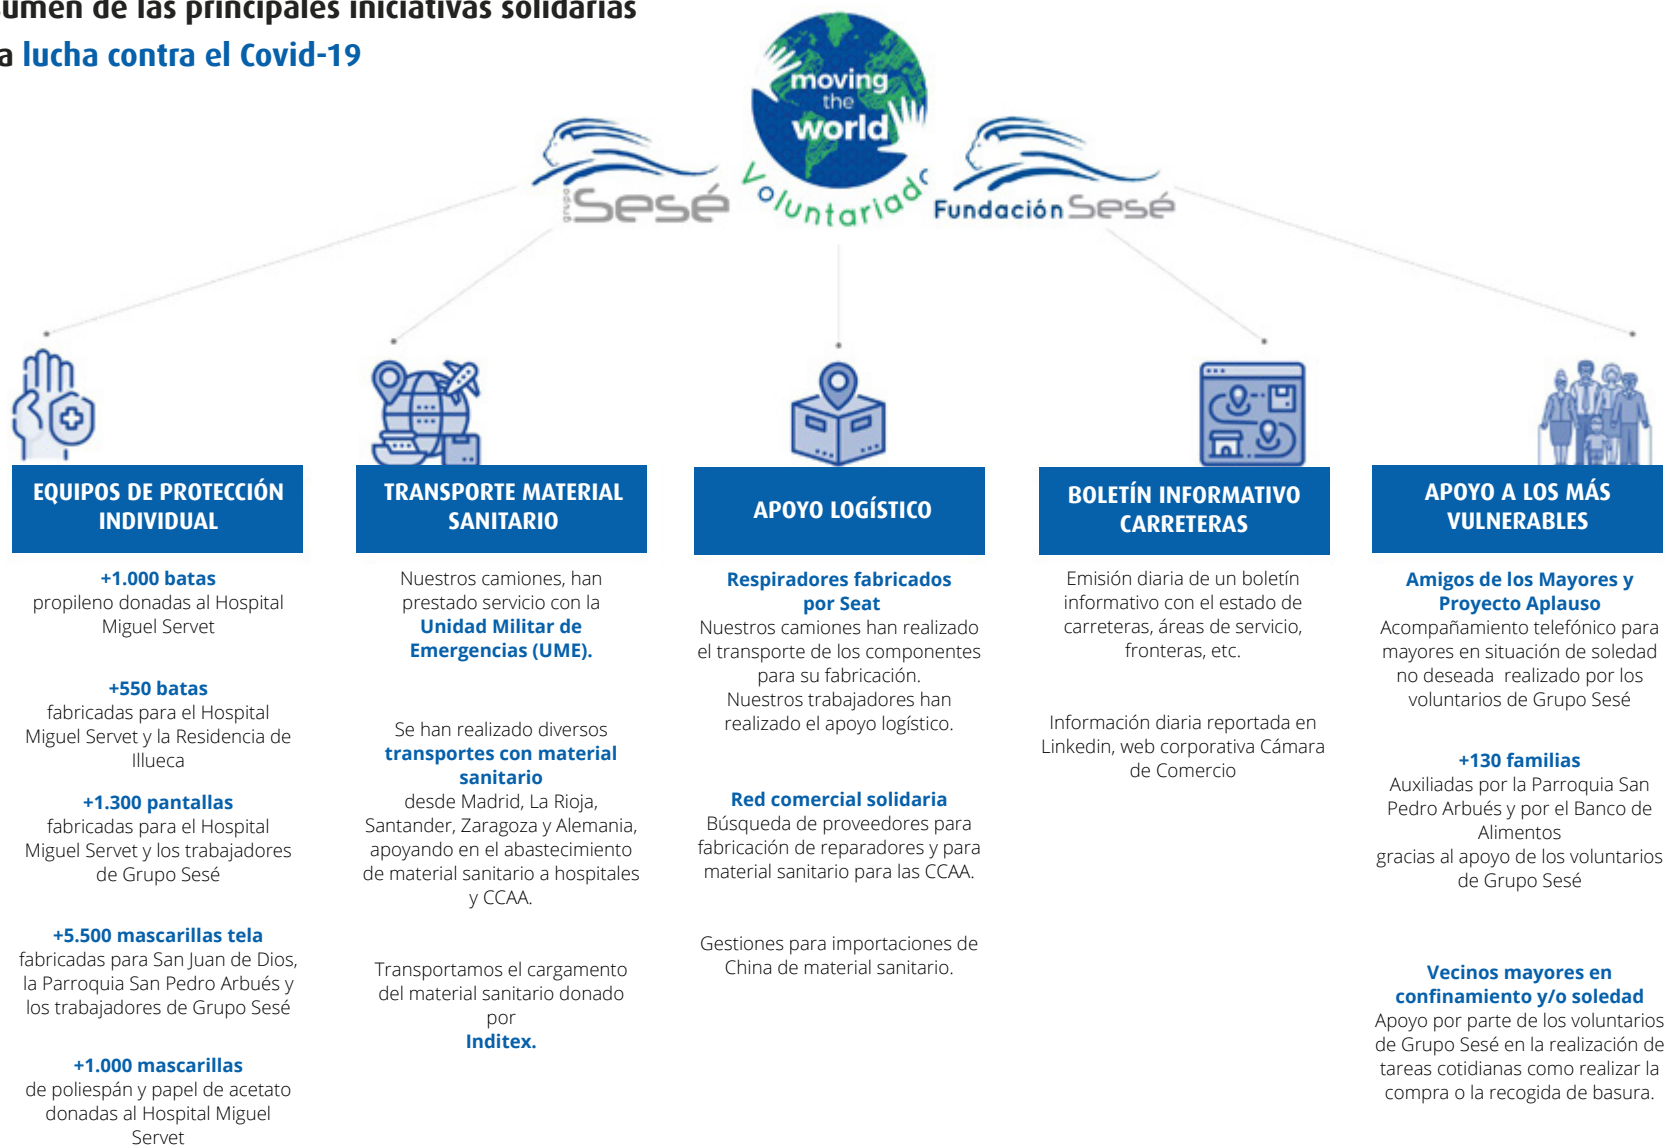 sumen de las principales iniciativas solidarias
a lucha contra el Covid-19
moving
the
world
Voluntariado
grupo
Sesé
Fundación Sesé
EQUIPOS DE PROTECCIÓN
INDIVIDUAL
+1.000 batas
propileno donadas al Hospital
Miguel Servet
+550 batas
fabricadas para el Hospital
Miguel Servet y la Residencia de
Illueca
+1.300 pantallas
fabricadas para el Hospital
Miguel Servet y los trabajadores
de Grupo Sesé
+5.500 mascarillas tela
fabricadas para San Juan de Dios,
la Parroquia San Pedro Arbués y
los trabajadores de Grupo Sesé
+1.000 mascarillas
de poliespán y papel de acetato
donadas al Hospital Miguel
Servet
TRANSPORTE MATERIAL
SANITARIO
Nuestros camiones, han
prestado servicio con la
Unidad Militar de
Emergencias (UME).
Se han realizado diversos
transportes con material
sanitario
desde Madrid, La Rioja,
Santander, Zaragoza y Alemania,
apoyando en el abastecimiento
de material sanitario a hospitales
y CCAA.
Transportamos el cargamento
del material sanitario donado
por
Inditex.
APOYO LOGÍSTICO
Respiradores fabricados
por Seat
Nuestros camiones han realizado
el transporte de los componentes
para su fabricación.
Nuestros trabajadores han
realizado el apoyo logístico.
Red comercial solidaria
Búsqueda de proveedores para
fabricación de reparadores y para
material sanitario para las CCAA.
Gestiones para importaciones de
China de material sanitario.
BOLETÍN INFORMATIVO
CARRETERAS
Emisión diaria de un boletín
informativo con el estado de
carreteras, áreas de servicio,
fronteras, etc.
Información diaria reportada en
Linkedin, web corporativa Cámara
de Comercio
APOYO A LOS MÁS
VULNERABLES
Amigos de los Mayores y
Proyecto Aplauso
Acompañamiento telefónico para
mayores en situación de soledad
no deseada realizado por los
voluntarios de Grupo Sesé
+130 familias
Auxiliadas por la Parroquia San
Pedro Arbués y por el Banco de
Alimentos
gracias al apoyo de los voluntarios
de Grupo Sesé
Vecinos mayores en
confinamiento y/o soledad
Apoyo por parte de los voluntarios
de Grupo Sesé en la realización de
tareas cotidianas como realizar la
compra o la recogida de basura.